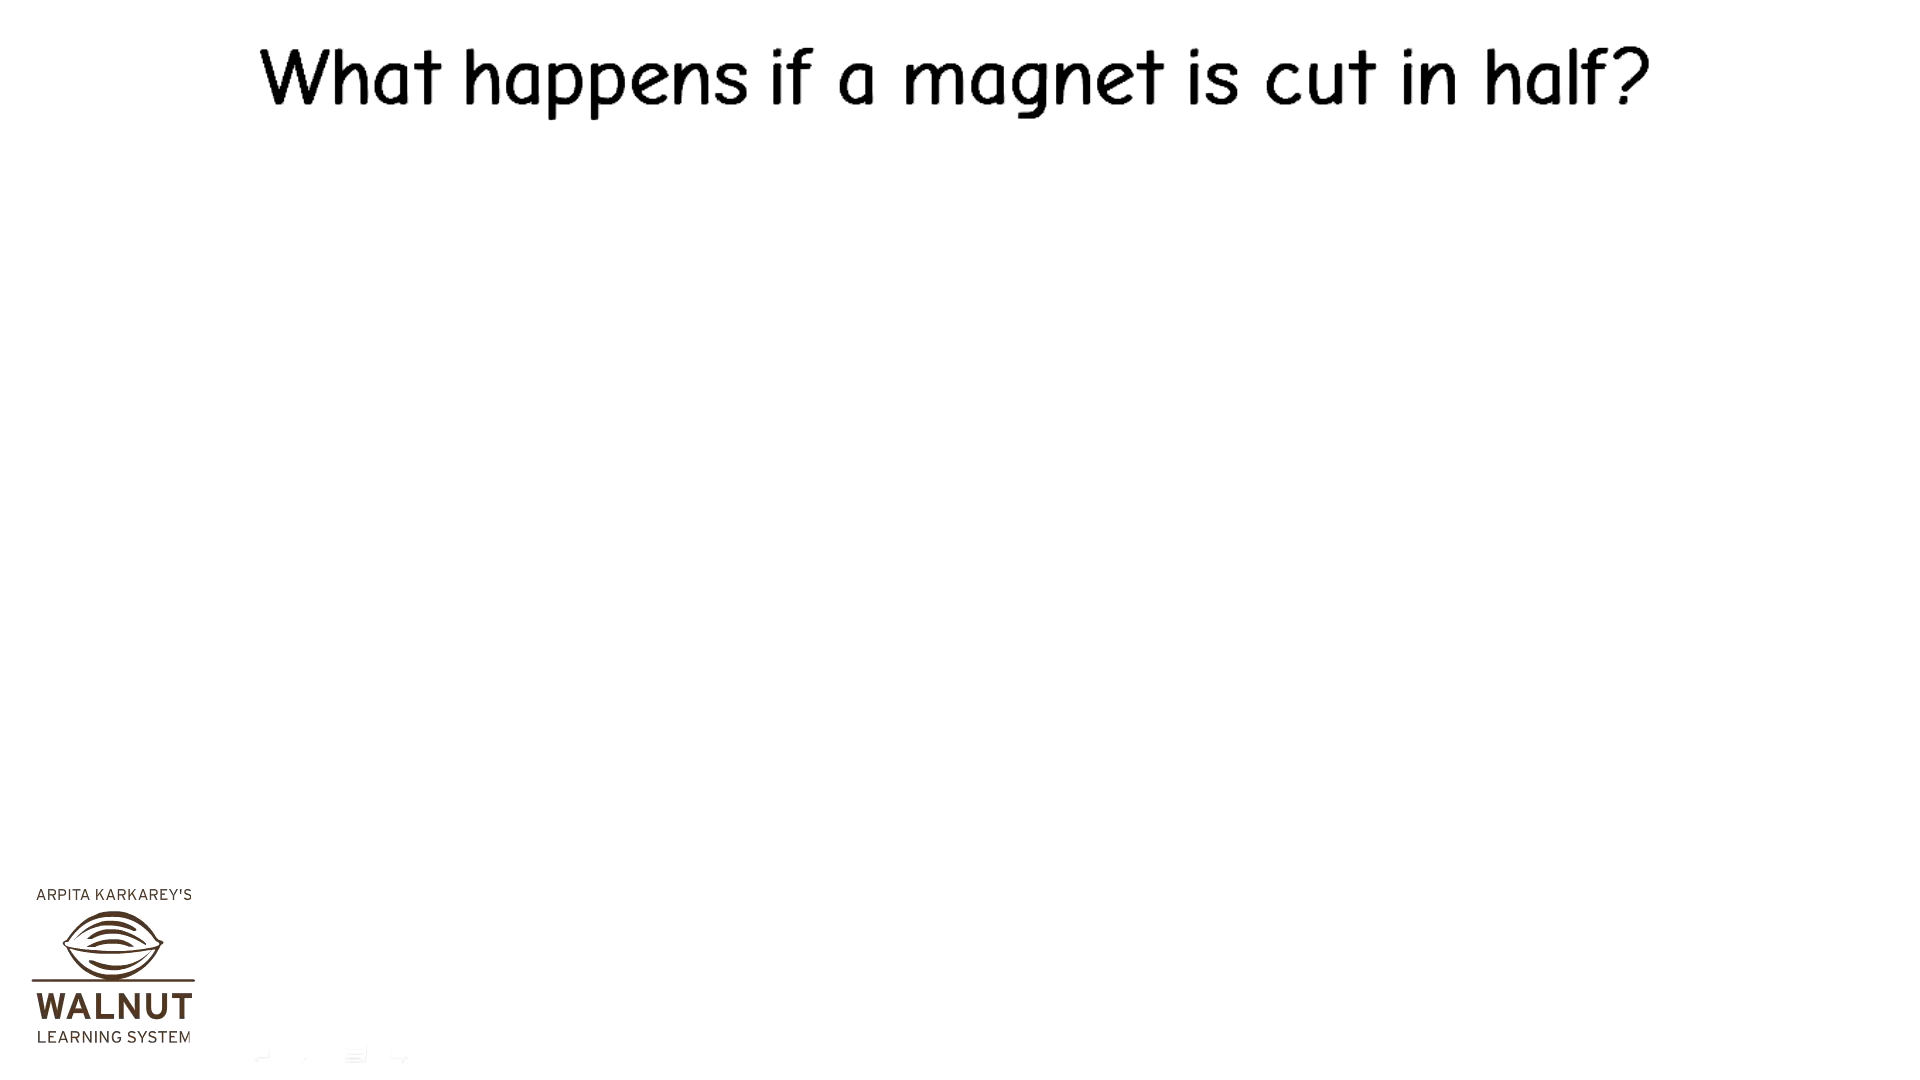 What happens if a magnet is cut in half?
ARPITA KARKAREY'S
WALNUT
LEARNING SYSTEM